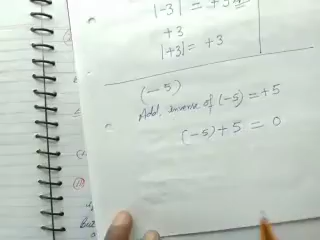 |-3| = +3
+3
|+3| = +3
(-5)
Add. inverse of (-5) = +5
(-5)+5 = 0